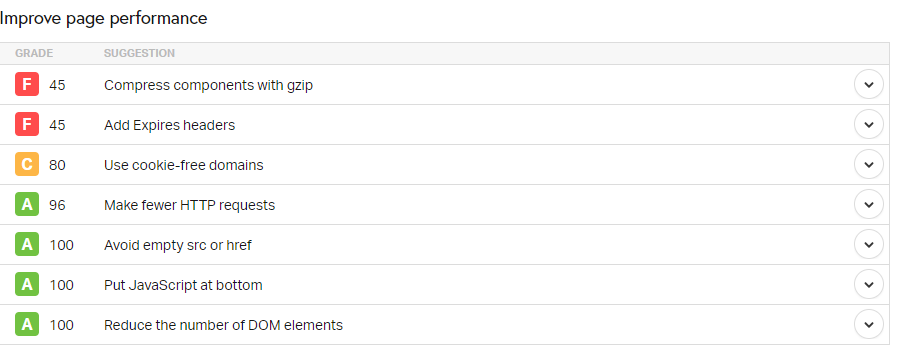 Improve page performance
GRADE SUGGESTION
F 45 Compress components with gzip
F 45 Add Expires headers
C 80 Use cookie-free domains
A 96 Make fewer HTTP requests
A 100 Avoid empty src or href
A 100 Put JavaScript at bottom
A 100 Reduce the number of DOM elements